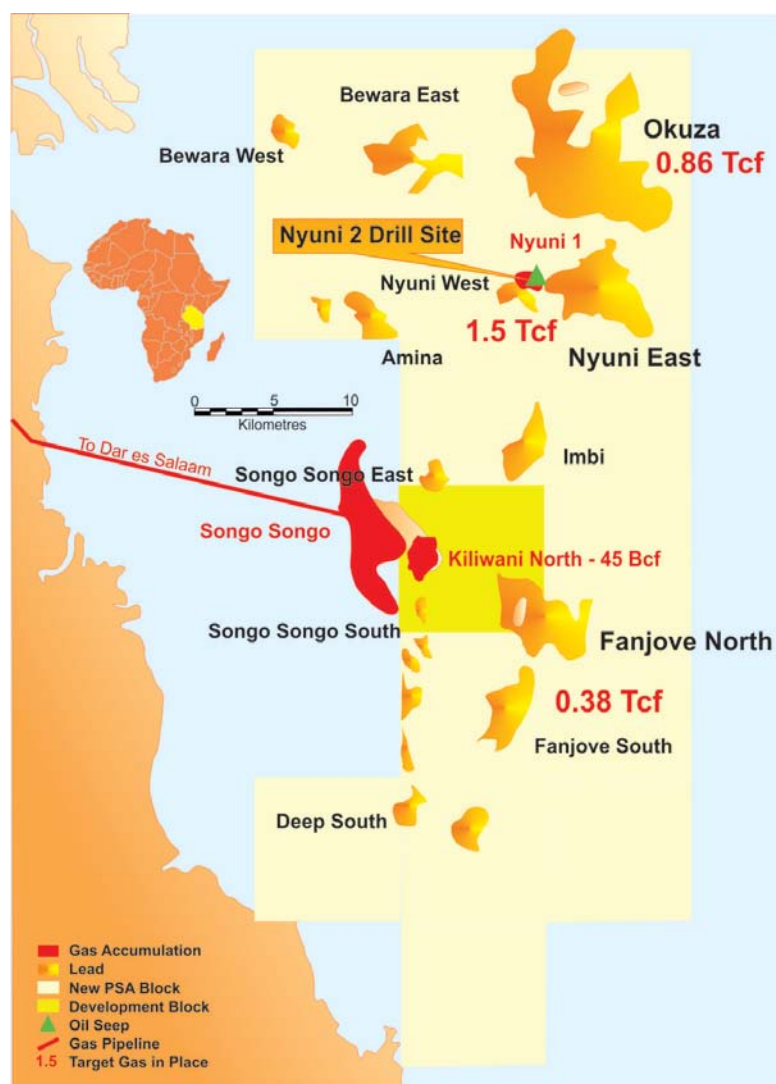 Bewara East
Okuza
0.86 Tcf
Bewara West
Nyuni 2 Drill Site
Nyuni 1
Nyuni West
1.5 Tcf
Nyuni East
Amina
0 5 10
Kilometres
To Dar es Salaam
Songo Songo East
Imbi
Songo Songo
Kiliwani North - 45 Bcf
Songo Songo South
Fanjove North
0.38 Tcf
Fanjove South
Deep South
Gas Accumulation
Lead
New PSA Block
Development Block
Oil Seep
Gas Pipeline
1.5 Target Gas in Place